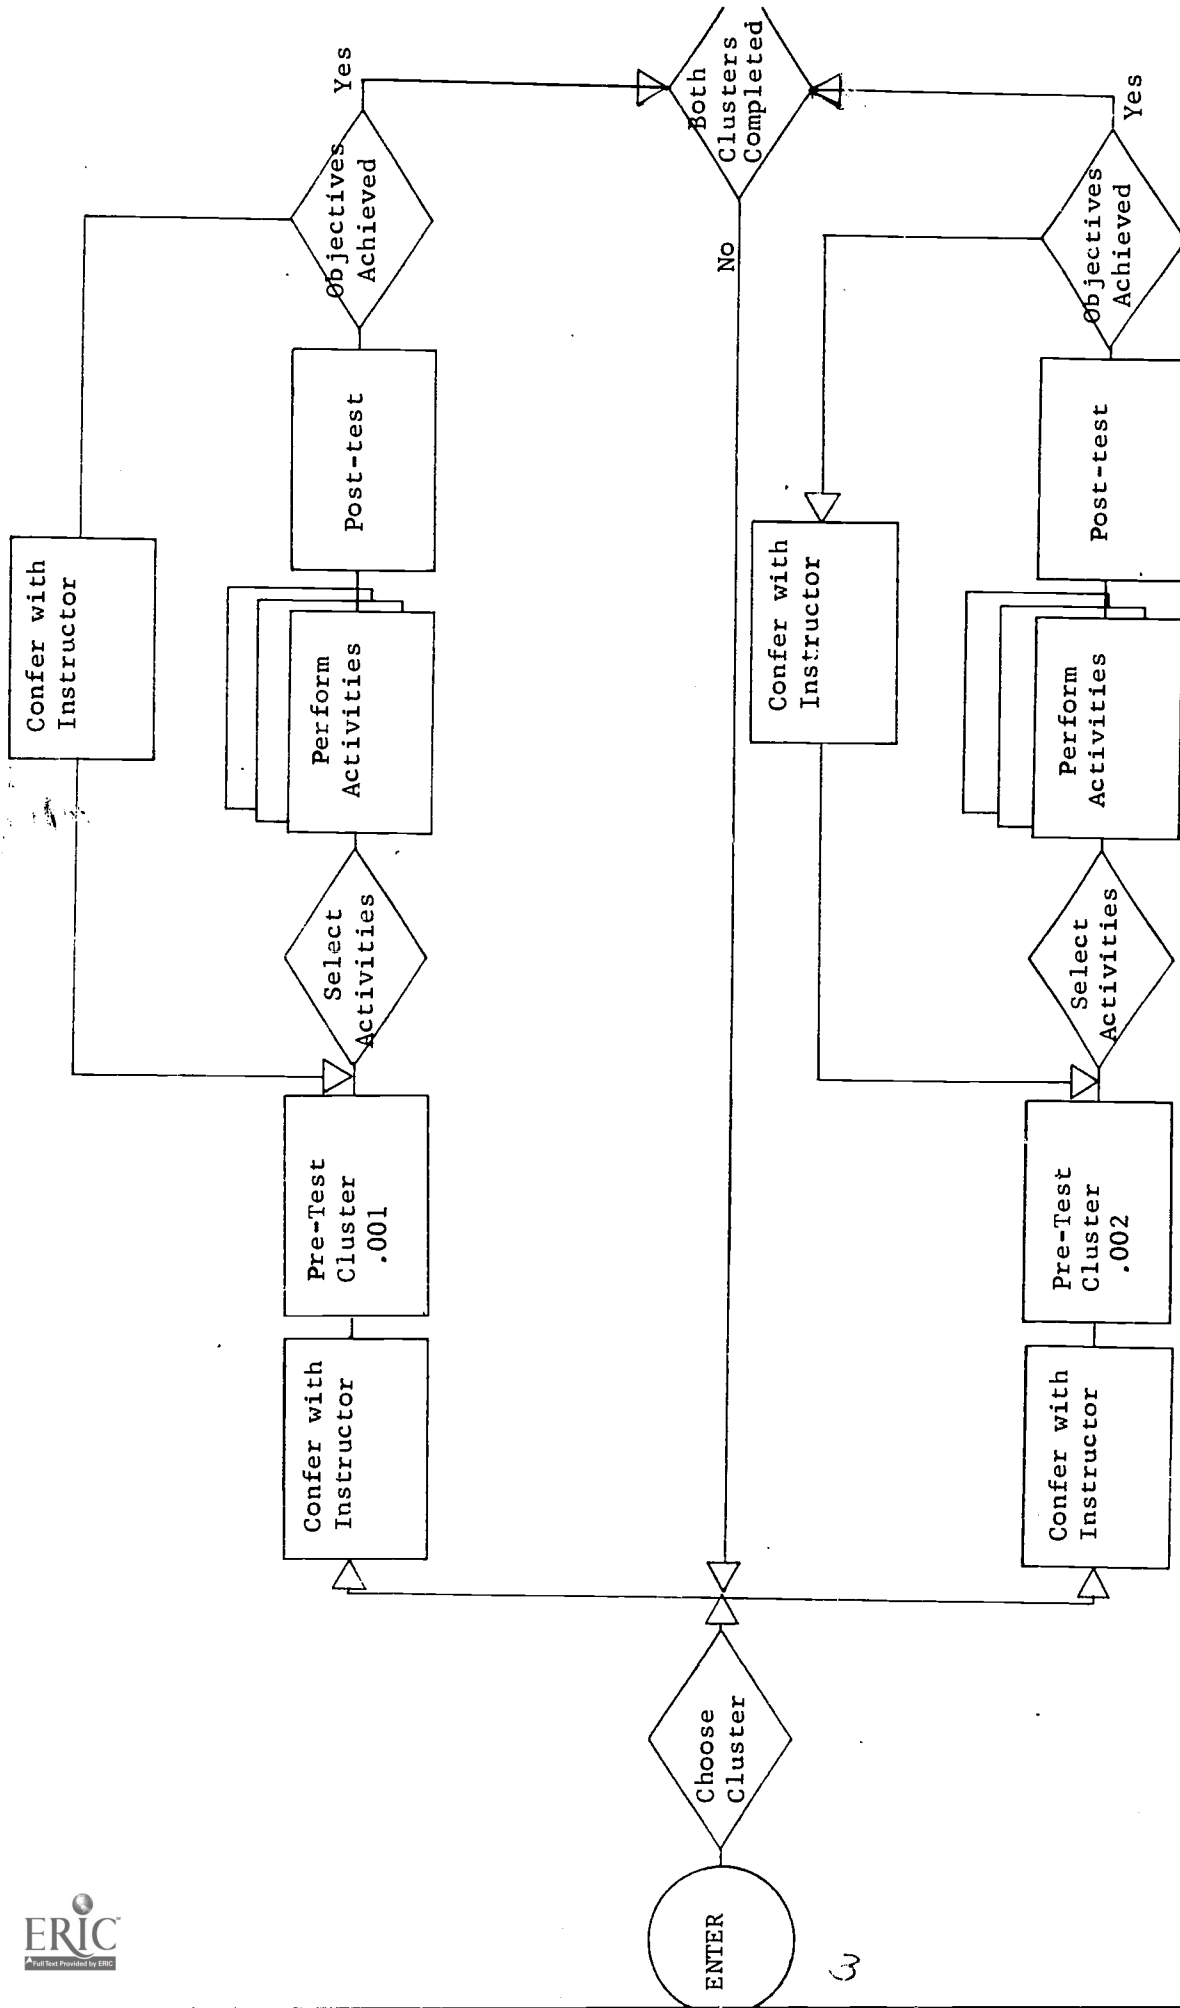 ENTER
Choose
Cluster
Confer with
Instructor
Pre-Test
Cluster
.001
Select
Activities
Perform
Activities
Post-test
Objectives
Achieved
Yes
Confer with
Instructor
Both
Clusters
Completed
No
Confer with
Instructor
Pre-Test
Cluster
.002
Select
Activities
Perform
Activities
Post-test
Objectives
Achieved
Yes
Confer with
Instructor
3
ERIC
Full Text Provided by ERIC